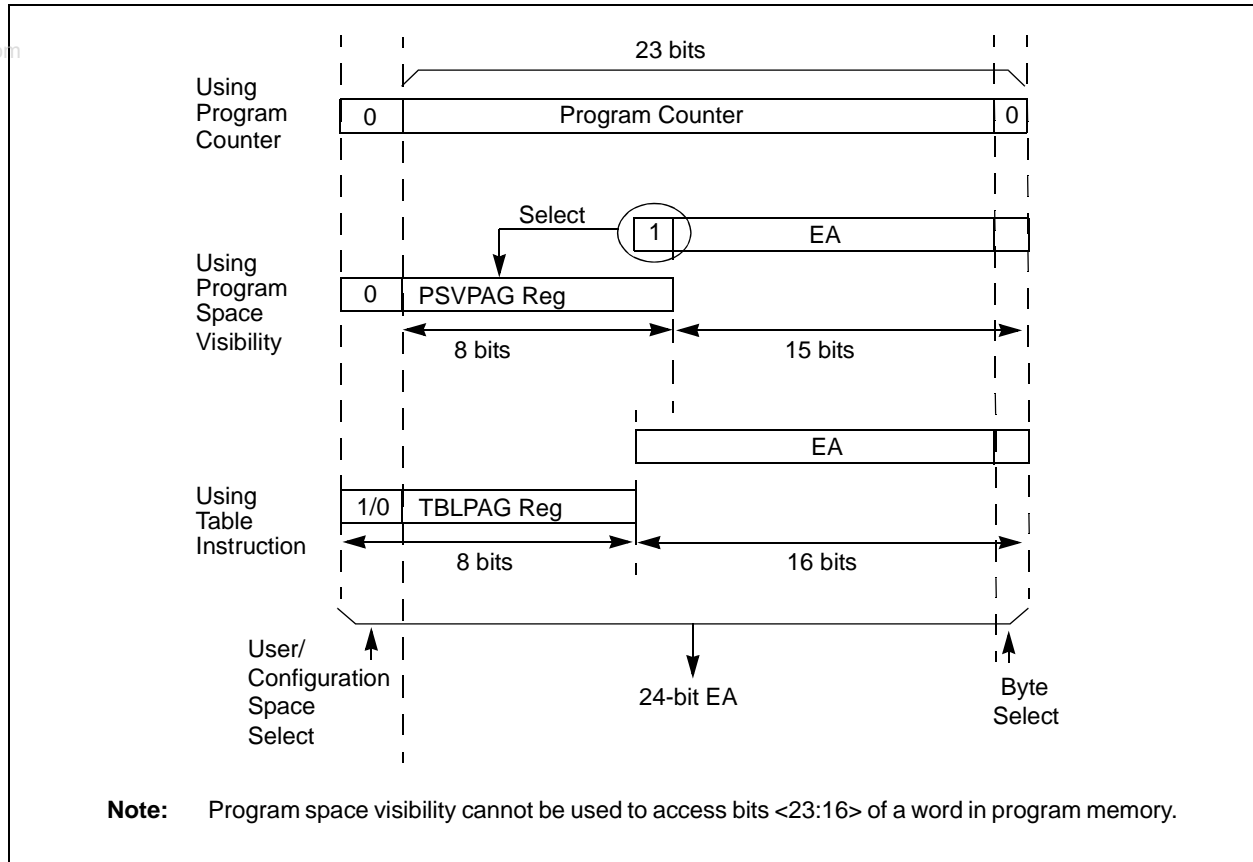 om
23 bits
Using
Program
Counter
0
Program Counter
0
Select
1
EA
Using
Program
Space
Visibility
0
PSVPAG Reg
8 bits
15 bits
EA
Using
Table
Instruction
1/0
TBLPAG Reg
8 bits
16 bits
User/
Configuration
Space
Select
24-bit EA
Byte
Select
Note: Program space visibility cannot be used to access bits <23:16> of a word in program memory.